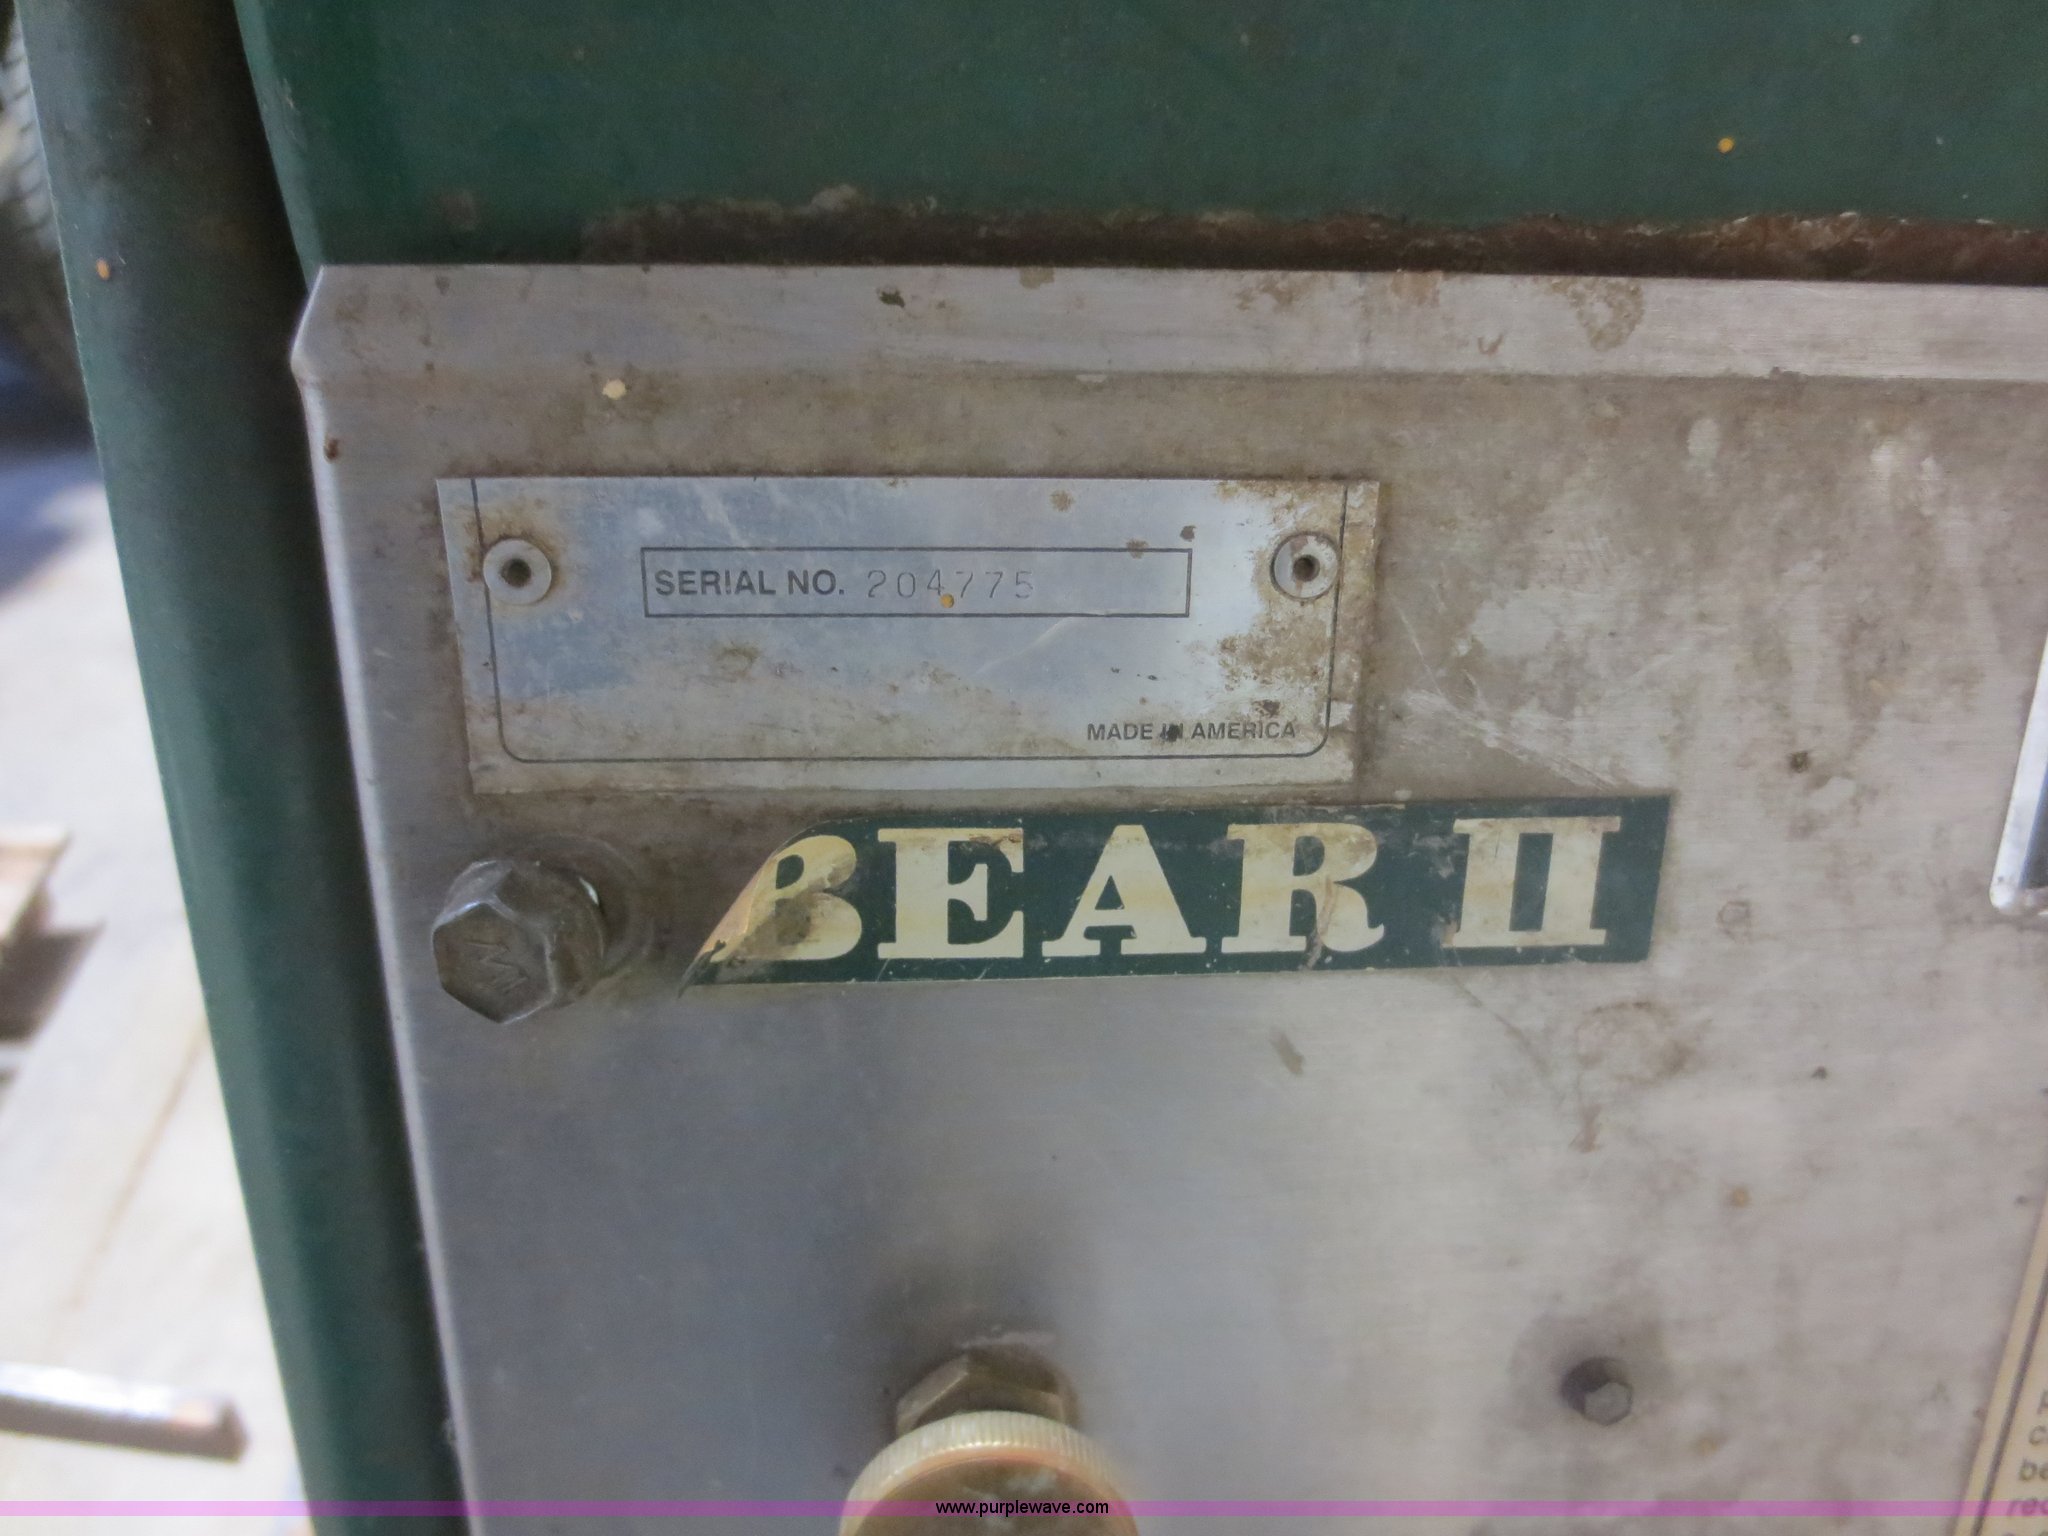 SERIAL NO. 204775
MADE IN AMERICA
BEAR II
www.purplewave.com